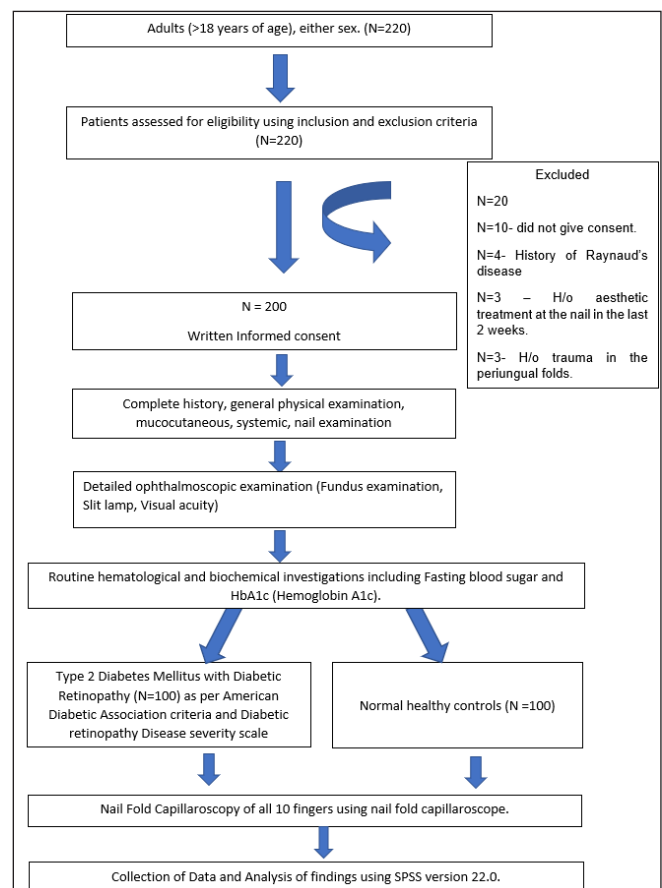 Adults (>18 years of age), either sex. (N=220)
Patients assessed for eligibility using inclusion and exclusion criteria
(N=220)
Excluded
N=20
N=10- did not give consent.
N=4- History of Raynaud's
disease
N=3 – H/o aesthetic
treatment at the nail in the last
2 weeks.
N=3- H/o trauma in the
periungual folds.
N = 200
Written Informed consent
Complete history, general physical examination,
mucocutaneous, systemic, nail examination
Detailed ophthalmoscopic examination (Fundus examination,
Slit lamp, Visual acuity)
Routine hematological and biochemical investigations including Fasting blood sugar and
HbA1c (Hemoglobin A1c).
Type 2 Diabetes Mellitus with Diabetic
Retinopathy (N=100) as per American
Diabetic Association criteria and Diabetic
retinopathy Disease severity scale
Normal healthy controls (N =100)
Nail Fold Capillaroscopy of all 10 fingers using nail fold capillaroscope.
Collection of Data and Analysis of findings using SPSS version 22.0.